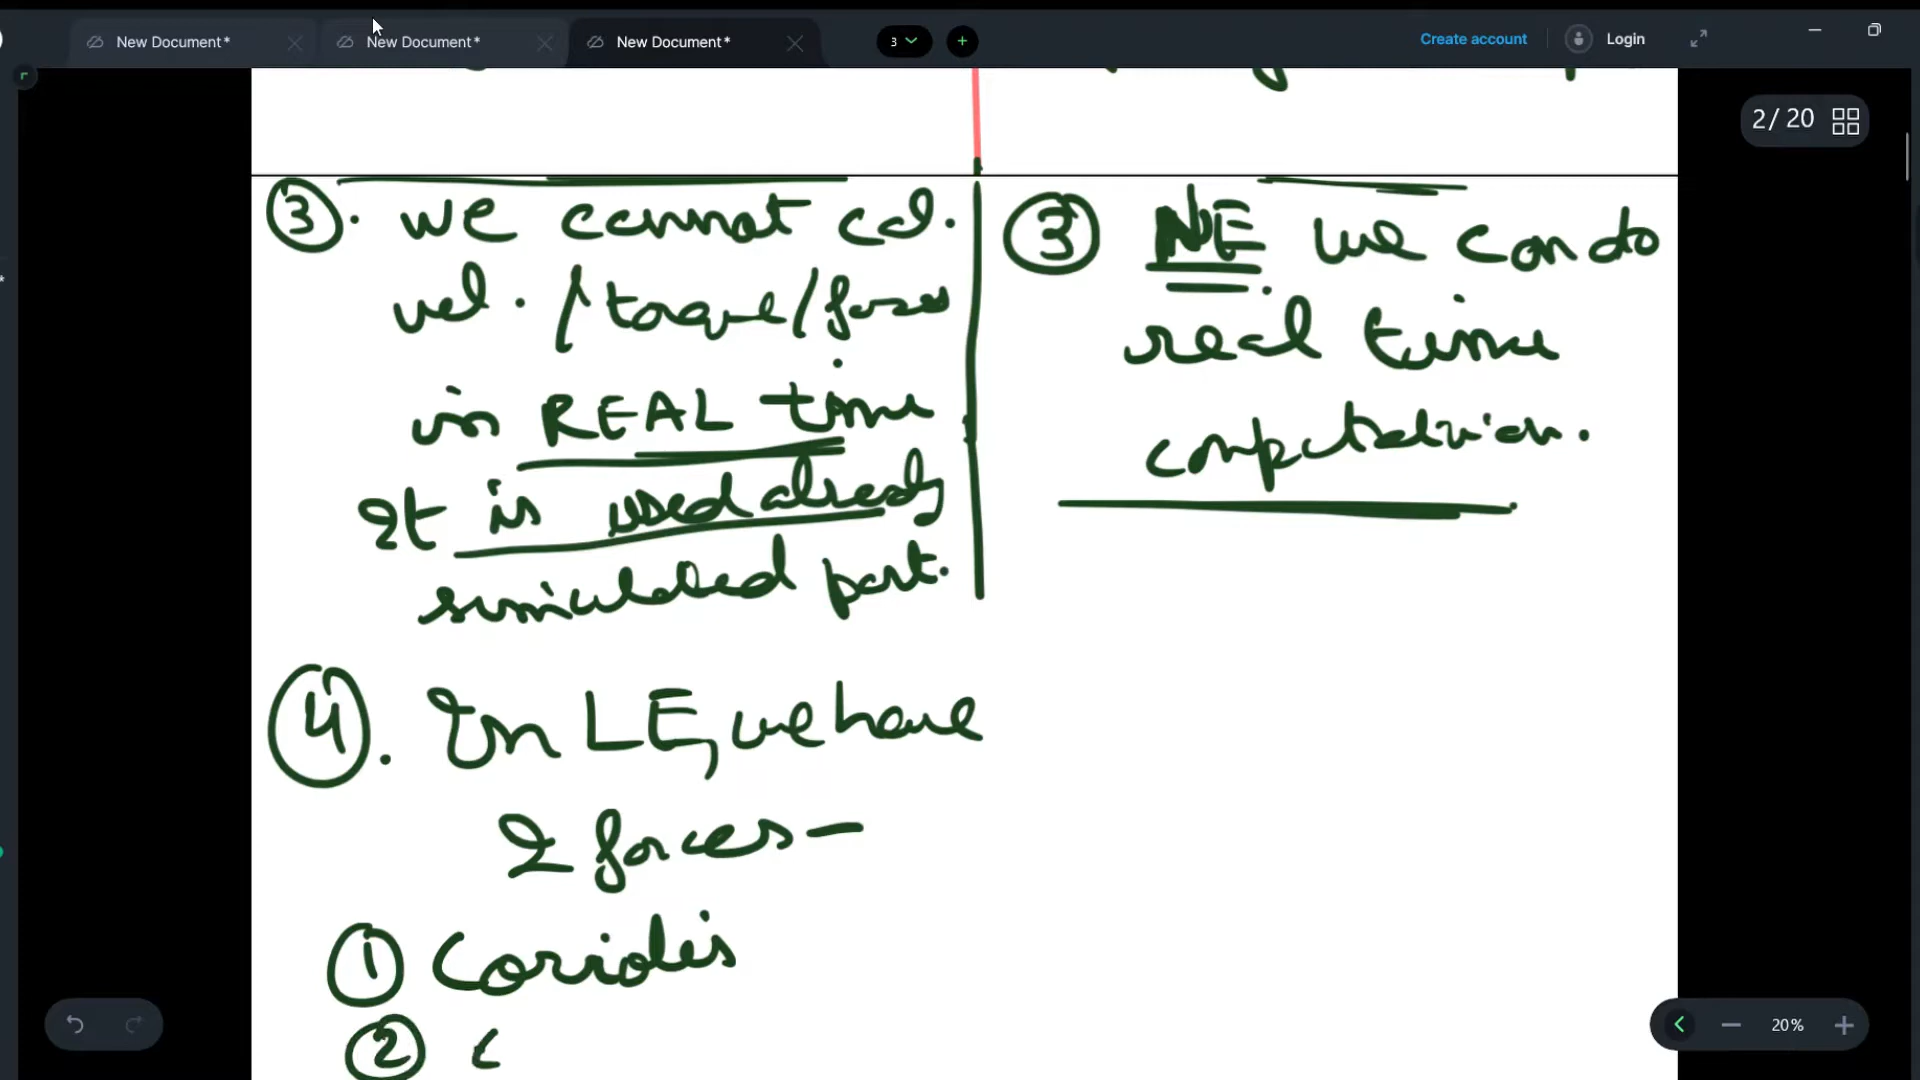 New Document*
New Document*
New Document*
3
+
Create account
Login
2/ 20
3. we cannot cal.
vel. / torque / forces
in REAL time
It is used already
simulated part.
4. In LE, we have
2 forces -
1 Coriolis
2 C
3 NE. we can do
real time
computation.
20%